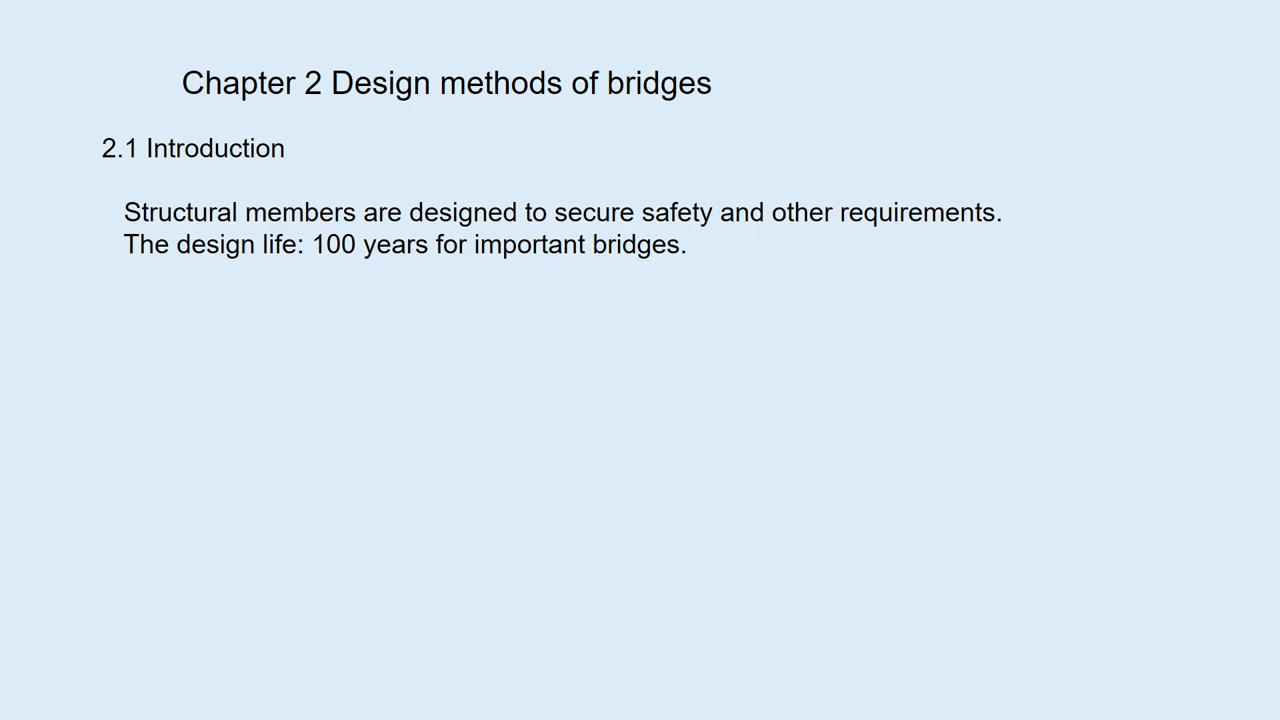 Chapter 2 Design methods of bridges
2.1 Introduction
Structural members are designed to secure safety and other requirements.
The design life: 100 years for important bridges.